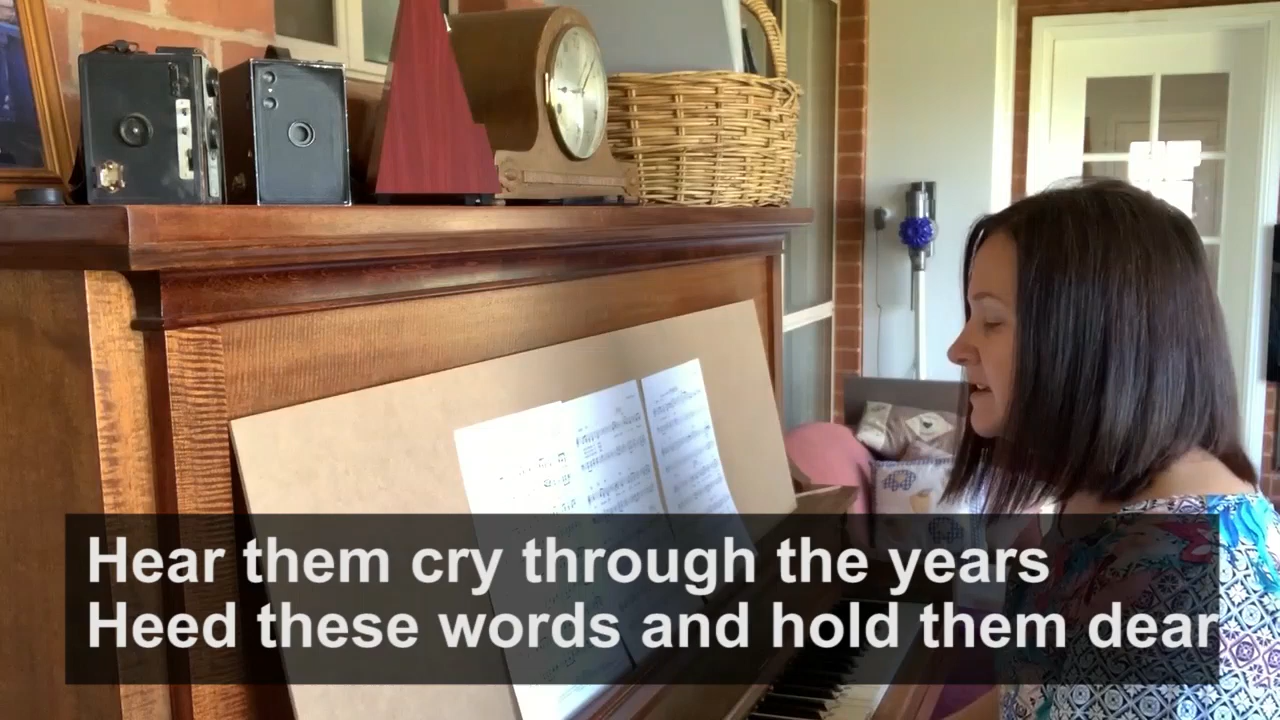 Hear them cry through the years
Heed these words and hold them dear